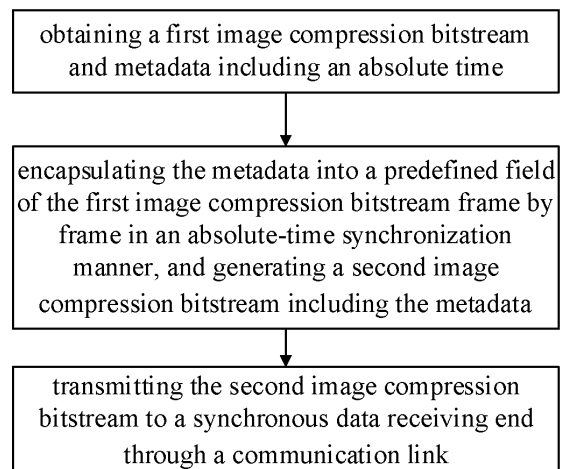 obtaining a first image compression bitstream
and metadata including an absolute time
encapsulating the metadata into a predefined field
of the first image compression bitstream frame by
frame in an absolute-time synchronization
manner, and generating a second image
compression bitstream including the metadata
transmitting the second image compression
bitstream to a synchronous data receiving end
through a communication link